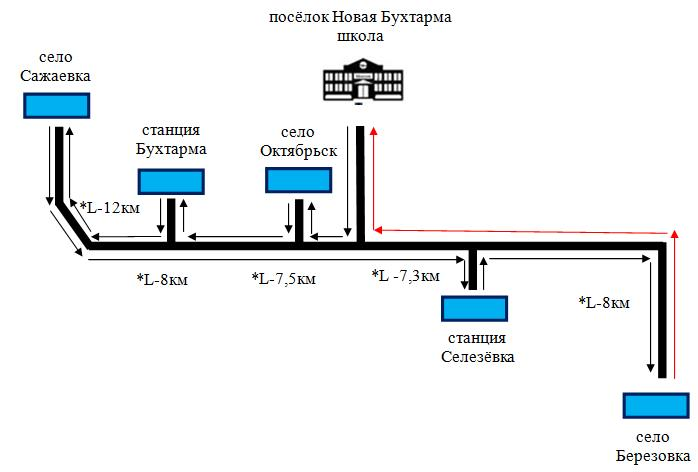 посёлок Новая Бухтарма
школа
село
Сажаевка
станция
Бухтарма
село
Октябрьск
*L-12км
*L-8км
*L-7,5км
*L -7,3км
*L-8км
станция
Селезёвка
село
Березовка